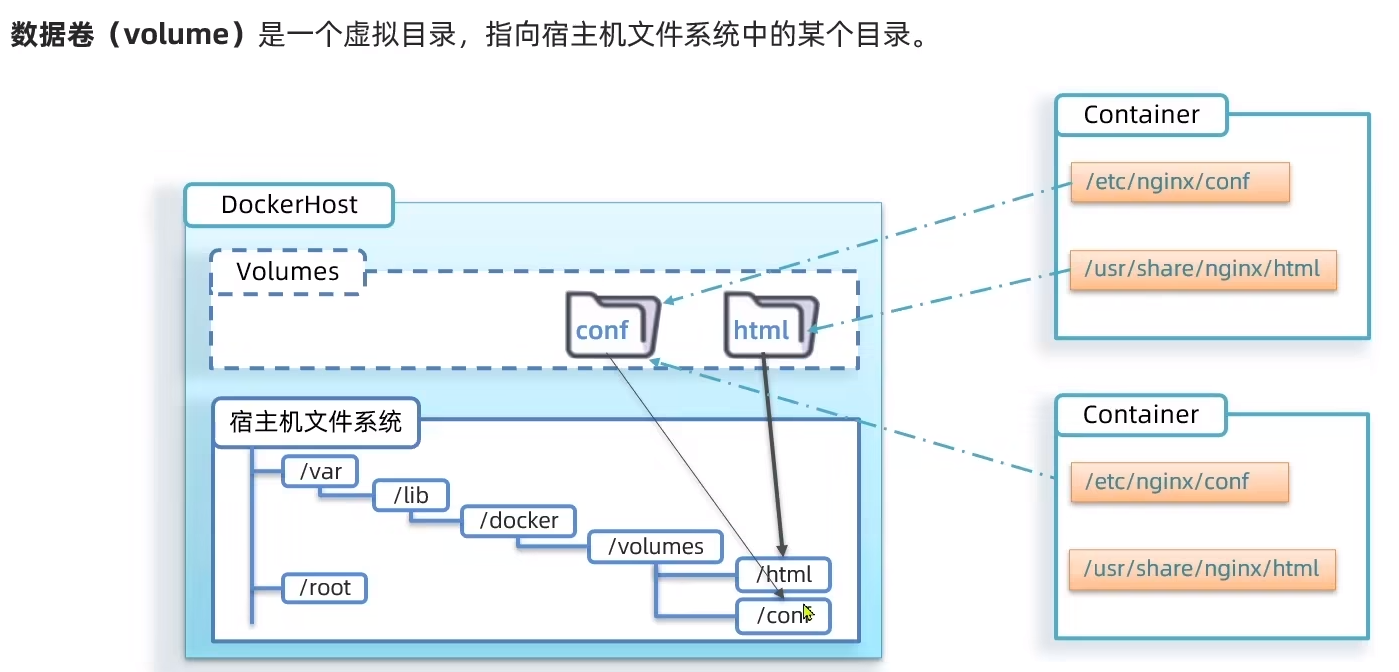 数据卷（volume）是一个虚拟目录，指向宿主机文件系统中的某个目录。
Container
/etc/nginx/conf
/usr/share/nginx/html
DockerHost
Volumes
conf
html
宿主机文件系统
/var
/lib
/docker
/volumes
/html
/conf
/root
Container
/etc/nginx/conf
/usr/share/nginx/html